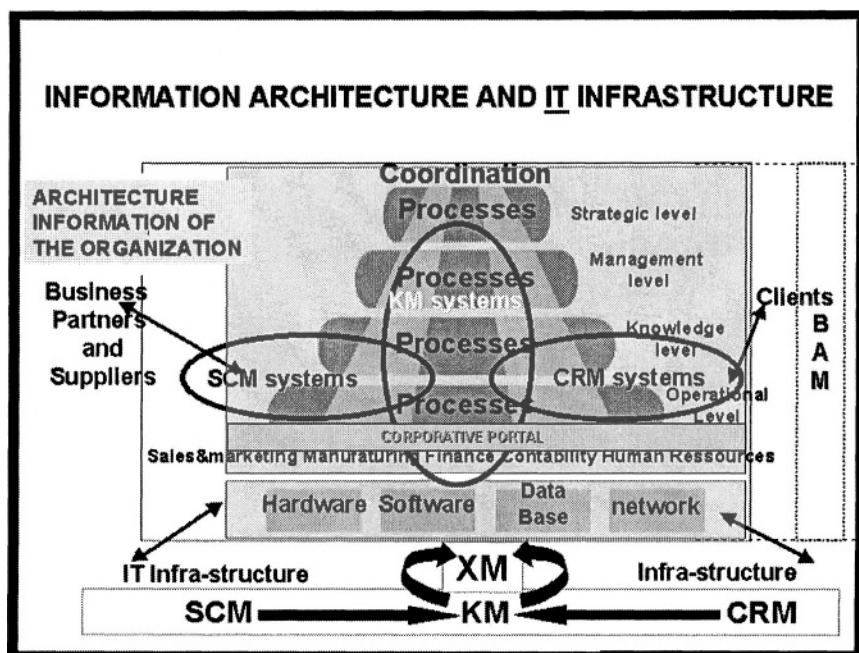 INFORMATION ARCHITECTURE AND IT INFRASTRUCTURE
ARCHITECTURE
INFORMATION OF
THE ORGANIZATION
Business
Partners
and
Suppliers
Coordination
Processes
Strategic level
Processes
Management
level
KM systems
Processes
Knowledge
level
SCM systems
CRM systems
Processes
Operational
Level
Clients
B
A
M
CORPORATIVE PORTAL
Sales&marketing Manufaturing Finance Contability Human Ressources
Hardware
Software
Data
Base
network
IT Infra-structure
Infra-structure
XM
SCM
KM
CRM